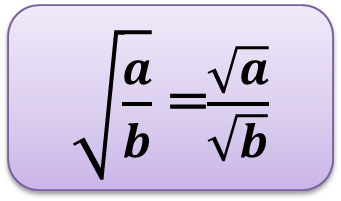 √(a/b) = √a/√b